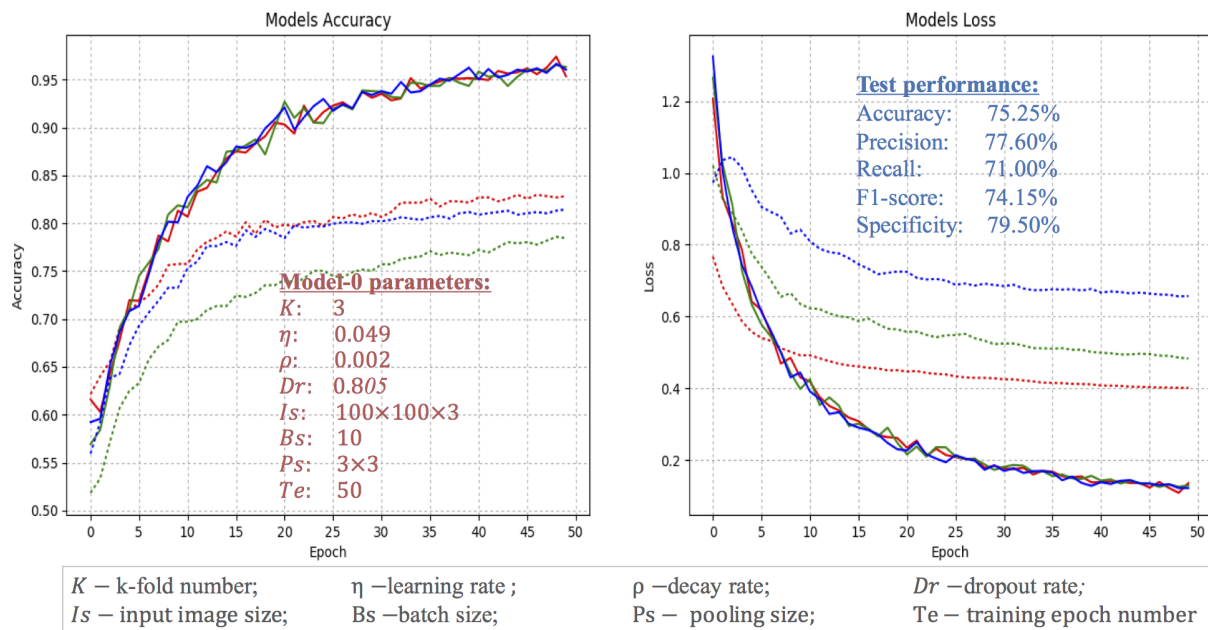 Models Accuracy
Accuracy
0.95
0.90
0.85
0.80
0.75
0.70
0.65
0.60
0.55
0.50
0 5 10 15 20 25 30 35 40 45 50
Epoch
Model-0 parameters:
K: 3
η: 0.049
ρ: 0.002
Dr: 0.805
Is: 100×100×3
Bs: 10
Ps: 3×3
Te: 50
Models Loss
Loss
1.2
1.0
0.8
0.6
0.4
0.2
0 5 10 15 20 25 30 35 40 45 50
Epoch
Test performance:
Accuracy: 75.25%
Precision: 77.60%
Recall: 71.00%
F1-score: 74.15%
Specificity: 79.50%
K – k-fold number; η –learning rate ; ρ –decay rate; Dr –dropout rate;
Is – input image size; Bs –batch size; Ps – pooling size; Te – training epoch number